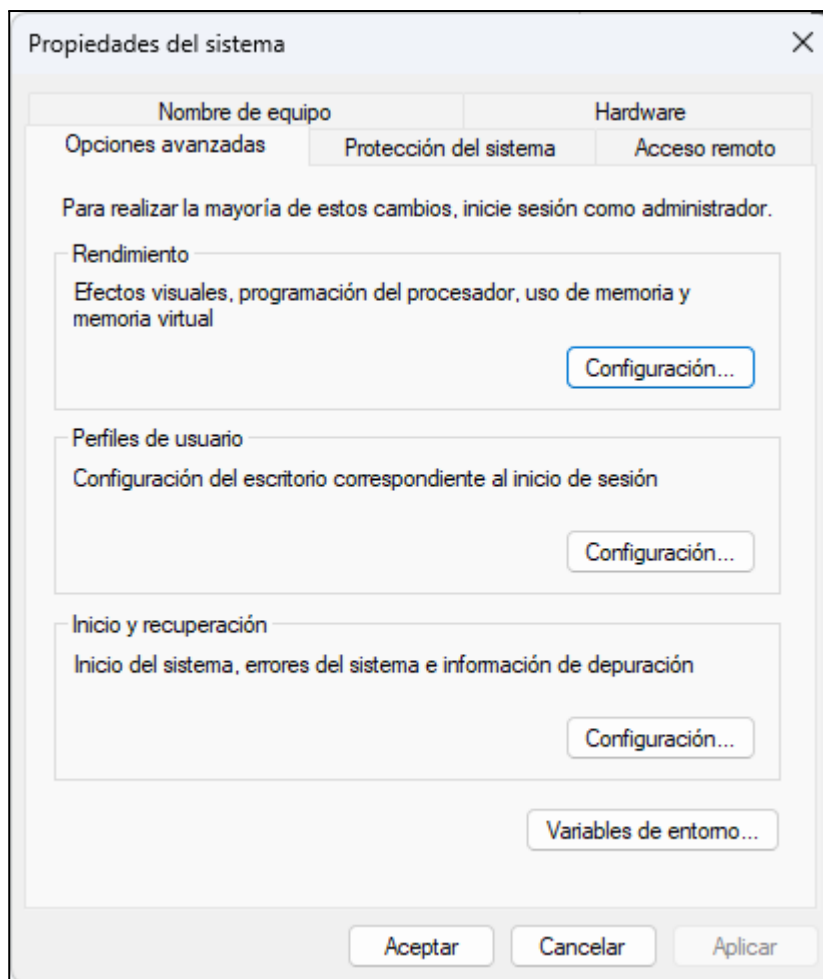 Propiedades del sistema
Nombre de equipo
Hardware
Opciones avanzadas
Protección del sistema
Acceso remoto
Para realizar la mayoría de estos cambios, inicie sesión como administrador.
Rendimiento
Efectos visuales, programación del procesador, uso de memoria y
memoria virtual
Configuración...
Perfiles de usuario
Configuración del escritorio correspondiente al inicio de sesión
Configuración...
Inicio y recuperación
Inicio del sistema, errores del sistema e información de depuración
Configuración...
Variables de entorno...
Aceptar
Cancelar
Aplicar